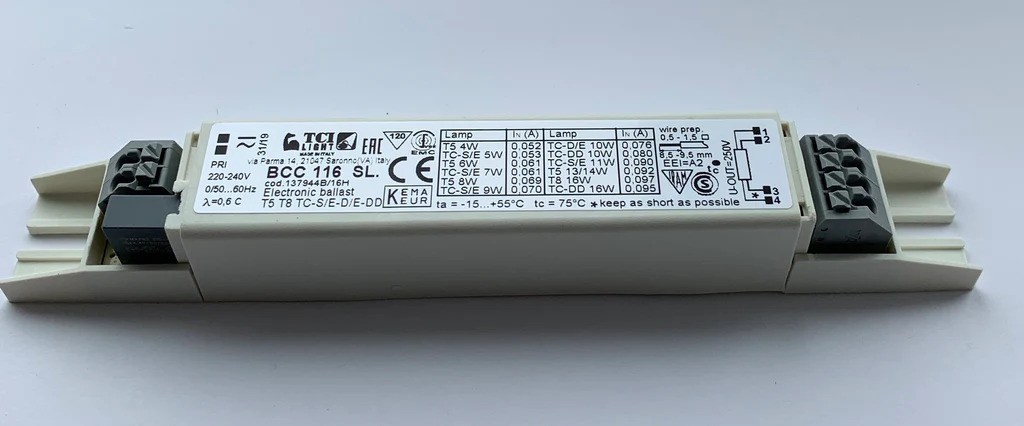 PRI
220-240V
0/50...60Hz
λ=0,6 C
31/19
TCI
LIGHT
MADE IN ITALY
EAC
120
EMC
via Parma 14, 21047 Saronno(VA) Italy
BCC 116 SL.
cod.137944B/16H
Electronic ballast
T5 T8 TC-S/E-D/E-DD
CE
KEMA
KEUR
Lamp IN (A) Lamp IN (A)
T5 4W 0.052 TC-D/E 10W 0.076
TC-S/E 5W 0.053 TC-DD 10W 0.080
T5 6W 0.061 TC-S/E 11W 0.090
TC-S/E 7W 0.061 T5 13/14W 0.092
T5 8W 0.069 T8 16W 0.097
TC-S/E 9W 0.070 TC-DD 16W 0.095
ta = -15...+55°C tc = 75°C *keep as short as possible
wire prep.
0,5 - 1,5
8,5 -9,5 mm
EEI=A2
S
U-OUT=250V
1
2
3
*
4